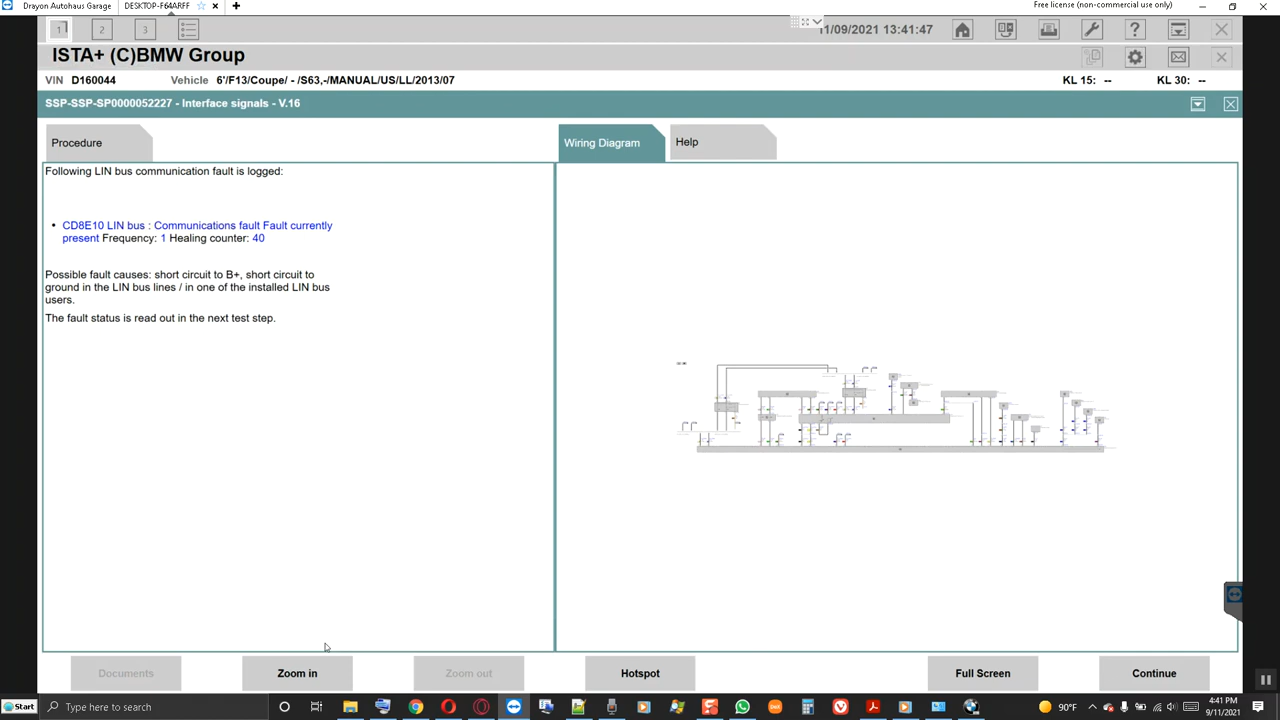 Drayon Autohaus Garage
DESKTOP-F64ARFF
Free license (non-commercial use only)
1 2 3
11/09/2021 13:41:47
ISTA+ (C)BMW Group
VIN D160044 Vehicle 6'/F13/Coupe/ - /S63,-/MANUAL/US/LL/2013/07 KL 15: -- KL 30: --
SSP-SSP-SP0000052227 - Interface signals - V.16
Procedure
Wiring Diagram
Help
Following LIN bus communication fault is logged:
• CD8E10 LIN bus : Communications fault Fault currently
present Frequency: 1 Healing counter: 40
Possible fault causes: short circuit to B+, short circuit to
ground in the LIN bus lines / in one of the installed LIN bus
users.
The fault status is read out in the next test step.
Documents
Zoom in
Zoom out
Hotspot
Full Screen
Continue
Start
Type here to search
90°F
4:41 PM
9/11/2021